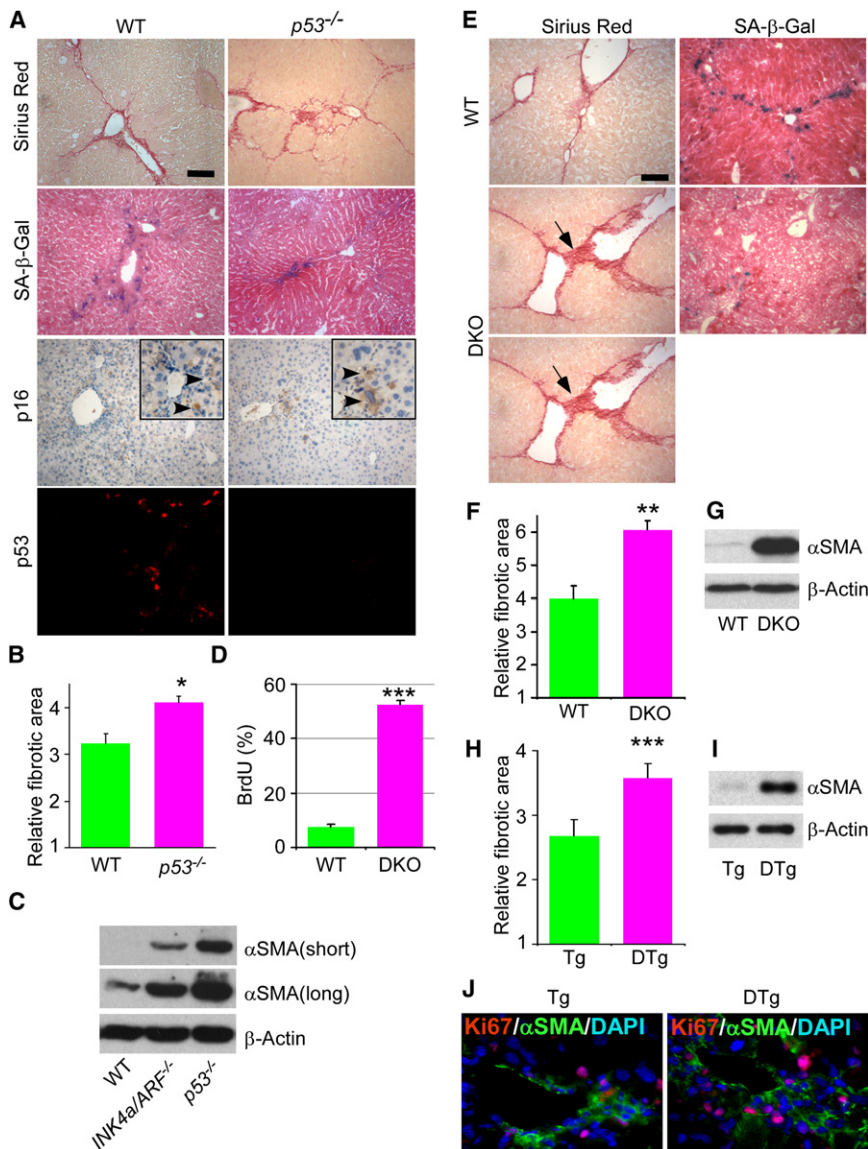 A
WT
p53-/-
Sirius Red
SA-β-Gal
p16
p53
B
Relative fibrotic area
4
3
2
1
WT
p53-/-
*
D
BrdU (%)
60
40
20
0
WT
DKO
***
C
αSMA(short)
αSMA(long)
β-Actin
WT
INK4a/ARF-/-
p53-/-
E
Sirius Red
SA-β-Gal
WT
DKO
F
Relative fibrotic area
7
6
5
4
3
2
1
WT
DKO
**
G
αSMA
β-Actin
WT DKO
H
Relative fibrotic area
4
3
2
1
Tg
DTg
***
I
αSMA
β-Actin
Tg DTg
J
Tg
DTg
Ki67/αSMA/DAPI
Ki67/αSMA/DAPI